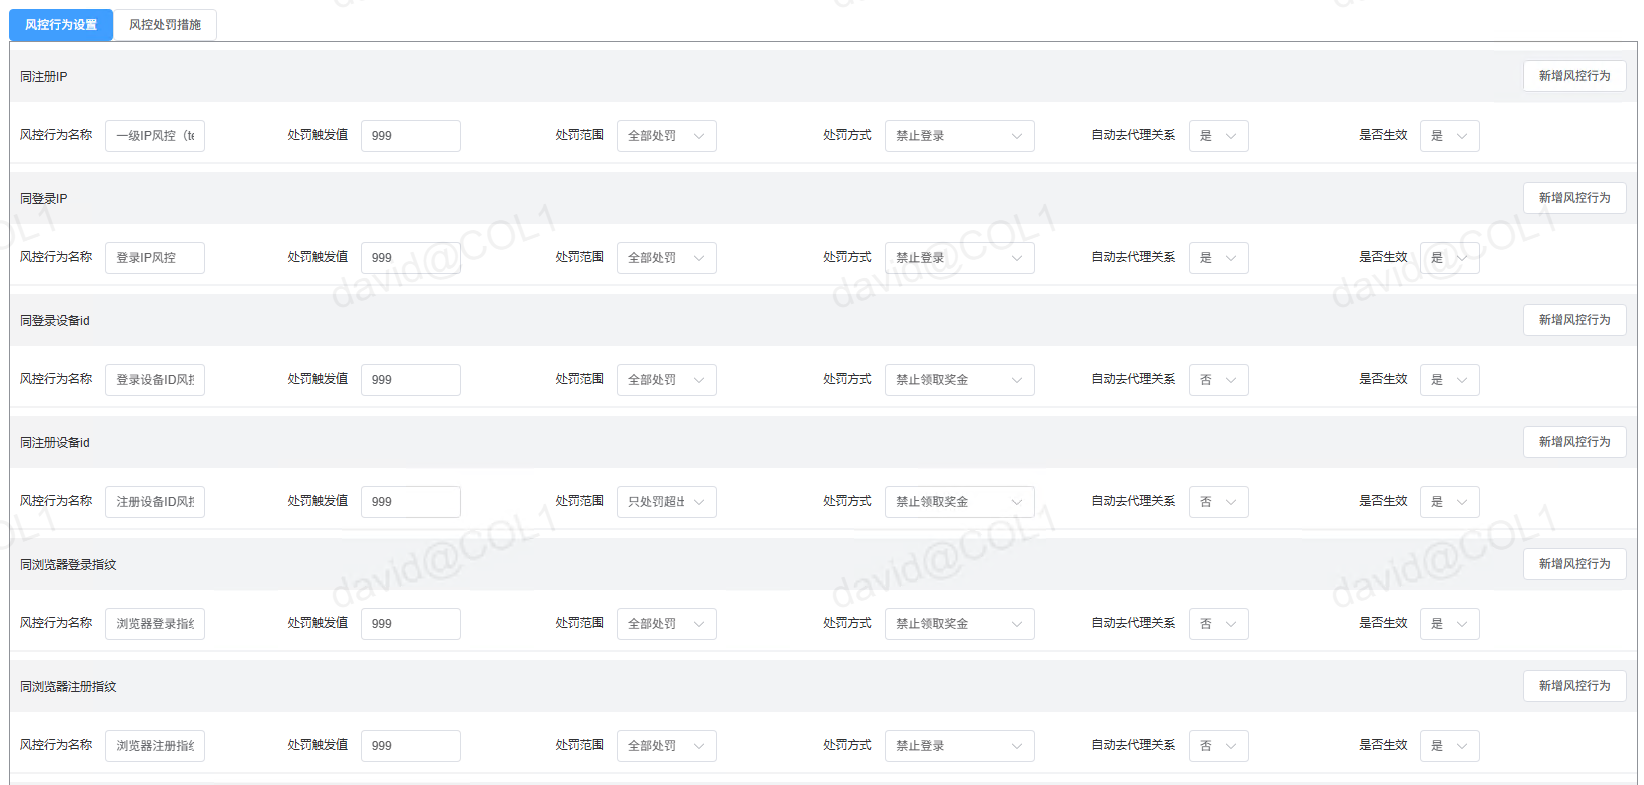 风控行为设置 风控处罚措施
同注册IP 新增风控行为
风控行为名称 一级IP风控（te 处罚触发值 999 处罚范围 全部处罚 处罚方式 禁止登录 自动去代理关系 是 是否生效 是
同登录IP 新增风控行为
风控行为名称 登录IP风控 处罚触发值 999 处罚范围 全部处罚 处罚方式 禁止登录 自动去代理关系 是 是否生效 是
david@COL1 david@COL1 david@COL1
同登录设备id 新增风控行为
风控行为名称 登录设备ID风 处罚触发值 999 处罚范围 全部处罚 处罚方式 禁止领取奖金 自动去代理关系 否 是否生效 是
同注册设备id 新增风控行为
风控行为名称 注册设备ID风 处罚触发值 999 处罚范围 只处罚超出 处罚方式 禁止领取奖金 自动去代理关系 否 是否生效 是
david@COL1 david@COL1 david@COL1
同浏览器登录指纹 新增风控行为
风控行为名称 浏览器登录指 处罚触发值 999 处罚范围 全部处罚 处罚方式 禁止领取奖金 自动去代理关系 否 是否生效 是
同浏览器注册指纹 新增风控行为
风控行为名称 浏览器注册指 处罚触发值 999 处罚范围 全部处罚 处罚方式 禁止登录 自动去代理关系 否 是否生效 是